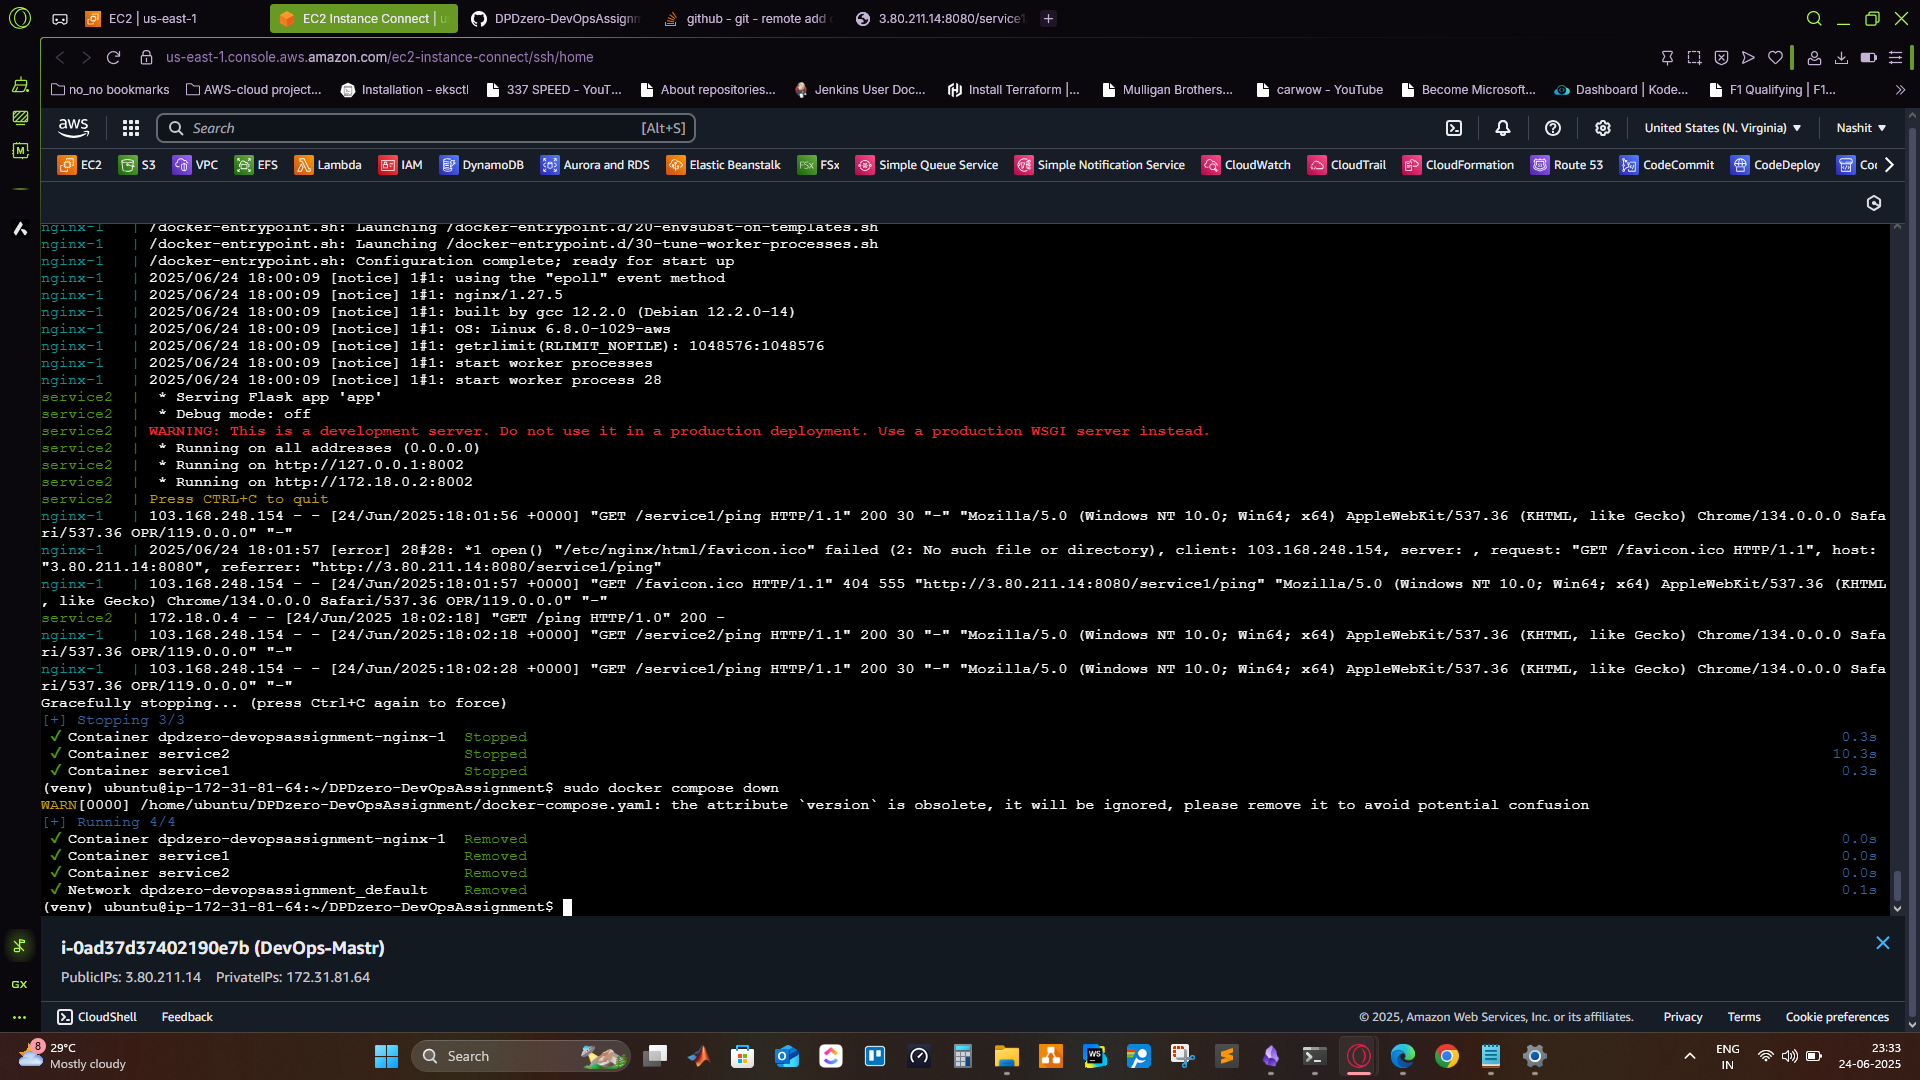 EC2 | us-east-1
EC2 Instance Connect | u
DPDzero-DevOpsAssignm
github - git - remote add
3.80.211.14:8080/service1
us-east-1.console.aws.amazon.com/ec2-instance-connect/ssh/home
no_no bookmarks
AWS-cloud project...
Installation - eksctl
337 SPEED - YouT...
About repositories...
Jenkins User Doc...
Install Terraform |...
Mulligan Brothers...
carwow - YouTube
Become Microsoft...
Dashboard | Kode...
F1 Qualifying | F1...
aws
Search
[Alt+S]
United States (N. Virginia)
Nashit
EC2
S3
VPC
EFS
Lambda
IAM
DynamoDB
Aurora and RDS
Elastic Beanstalk
FSx
Simple Queue Service
Simple Notification Service
CloudWatch
CloudTrail
CloudFormation
Route 53
CodeCommit
CodeDeploy
nginx-1 | /docker-entrypoint.sh: Launching /docker-entrypoint.d/20-envsubst-on-templates.sh
nginx-1 | /docker-entrypoint.sh: Launching /docker-entrypoint.d/30-tune-worker-processes.sh
nginx-1 | /docker-entrypoint.sh: Configuration complete; ready for start up
nginx-1 | 2025/06/24 18:00:09 [notice] 1#1: using the "epoll" event method
nginx-1 | 2025/06/24 18:00:09 [notice] 1#1: nginx/1.27.5
nginx-1 | 2025/06/24 18:00:09 [notice] 1#1: built by gcc 12.2.0 (Debian 12.2.0-14)
nginx-1 | 2025/06/24 18:00:09 [notice] 1#1: OS: Linux 6.8.0-1029-aws
nginx-1 | 2025/06/24 18:00:09 [notice] 1#1: getrlimit(RLIMIT_NOFILE): 1048576:1048576
nginx-1 | 2025/06/24 18:00:09 [notice] 1#1: start worker processes
nginx-1 | 2025/06/24 18:00:09 [notice] 1#1: start worker process 28
service2 | * Serving Flask app 'app'
service2 | * Debug mode: off
service2 | WARNING: This is a development server. Do not use it in a production deployment. Use a production WSGI server instead.
service2 | * Running on all addresses (0.0.0.0)
service2 | * Running on http://127.0.0.1:8002
service2 | * Running on http://172.18.0.2:8002
service2 | Press CTRL+C to quit
nginx-1 | 103.168.248.154 - - [24/Jun/2025:18:01:56 +0000] "GET /service1/ping HTTP/1.1" 200 30 "-" "Mozilla/5.0 (Windows NT 10.0; Win64; x64) AppleWebKit/537.36 (KHTML, like Gecko) Chrome/134.0.0.0 Safa
ri/537.36 OPR/119.0.0.0" "-"
nginx-1 | 2025/06/24 18:01:57 [error] 28#28: *1 open() "/etc/nginx/html/favicon.ico" failed (2: No such file or directory), client: 103.168.248.154, server: , request: "GET /favicon.ico HTTP/1.1", host:
"3.80.211.14:8080", referrer: "http://3.80.211.14:8080/service1/ping"
nginx-1 | 103.168.248.154 - - [24/Jun/2025:18:01:57 +0000] "GET /favicon.ico HTTP/1.1" 404 555 "http://3.80.211.14:8080/service1/ping" "Mozilla/5.0 (Windows NT 10.0; Win64; x64) AppleWebKit/537.36 (KHTML
, like Gecko) Chrome/134.0.0.0 Safari/537.36 OPR/119.0.0.0" "-"
service2 | 172.18.0.4 - - [24/Jun/2025 18:02:18] "GET /ping HTTP/1.0" 200 -
nginx-1 | 103.168.248.154 - - [24/Jun/2025:18:02:18 +0000] "GET /service2/ping HTTP/1.1" 200 30 "-" "Mozilla/5.0 (Windows NT 10.0; Win64; x64) AppleWebKit/537.36 (KHTML, like Gecko) Chrome/134.0.0.0 Safa
ri/537.36 OPR/119.0.0.0" "-"
nginx-1 | 103.168.248.154 - - [24/Jun/2025:18:02:28 +0000] "GET /service1/ping HTTP/1.1" 200 30 "-" "Mozilla/5.0 (Windows NT 10.0; Win64; x64) AppleWebKit/537.36 (KHTML, like Gecko) Chrome/134.0.0.0 Safa
ri/537.36 OPR/119.0.0.0" "-"
Gracefully stopping... (press Ctrl+C again to force)
[+] Stopping 3/3
✓ Container dpdzero-devopsassignment-nginx-1 Stopped 0.3s
✓ Container service2 Stopped 10.3s
✓ Container service1 Stopped 0.3s
(venv) ubuntu@ip-172-31-81-64:~/DPDzero-DevOpsAssignment$ sudo docker compose down
WARN[0000] /home/ubuntu/DPDzero-DevOpsAssignment/docker-compose.yaml: the attribute `version` is obsolete, it will be ignored, please remove it to avoid potential confusion
[+] Running 4/4
✓ Container dpdzero-devopsassignment-nginx-1 Removed 0.0s
✓ Container service1 Removed 0.0s
✓ Container service2 Removed 0.0s
✓ Network dpdzero-devopsassignment_default Removed 0.1s
(venv) ubuntu@ip-172-31-81-64:~/DPDzero-DevOpsAssignment$
i-0ad37d37402190e7b (DevOps-Mastr)
PublicIPs: 3.80.211.14 PrivateIPs: 172.31.81.64
GX
CloudShell
Feedback
© 2025, Amazon Web Services, Inc. or its affiliates.
Privacy
Terms
Cookie preferences
8
29°C
Mostly cloudy
Search
WS
ENG
IN
23:33
24-06-2025